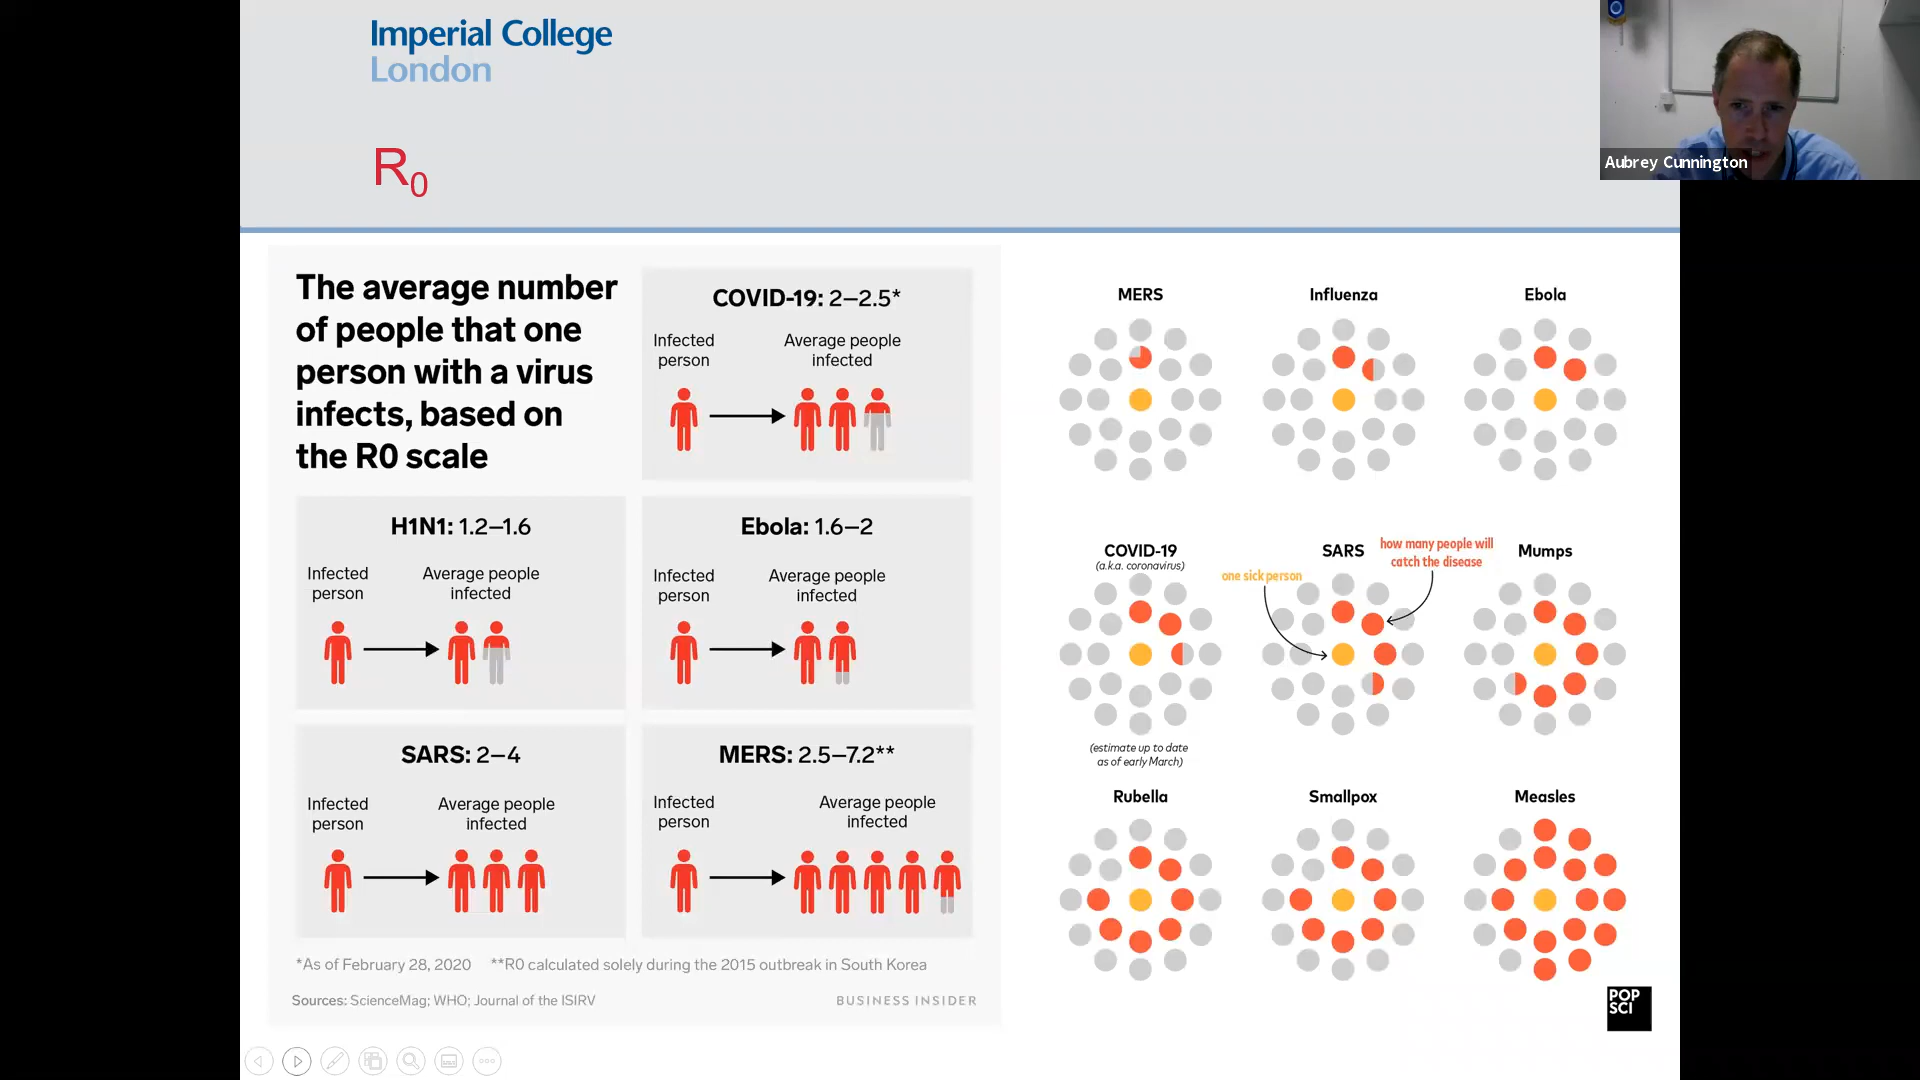 Imperial College
London
R0
Aubrey Cunnington
The average number
of people that one
person with a virus
infects, based on
the R0 scale
COVID-19: 2–2.5*
Infected
person
Average people
infected
H1N1: 1.2–1.6
Infected
person
Average people
infected
Ebola: 1.6–2
Infected
person
Average people
infected
SARS: 2–4
Infected
person
Average people
infected
MERS: 2.5–7.2**
Infected
person
Average people
infected
*As of February 28, 2020 **R0 calculated solely during the 2015 outbreak in South Korea
Sources: ScienceMag; WHO; Journal of the ISIRV
BUSINESS INSIDER
MERS
Influenza
Ebola
COVID-19
(a.k.a. coronavirus)
(estimate up to date
as of early March)
SARS
one sick person
how many people will
catch the disease
Mumps
Rubella
Smallpox
Measles
POP
SCI